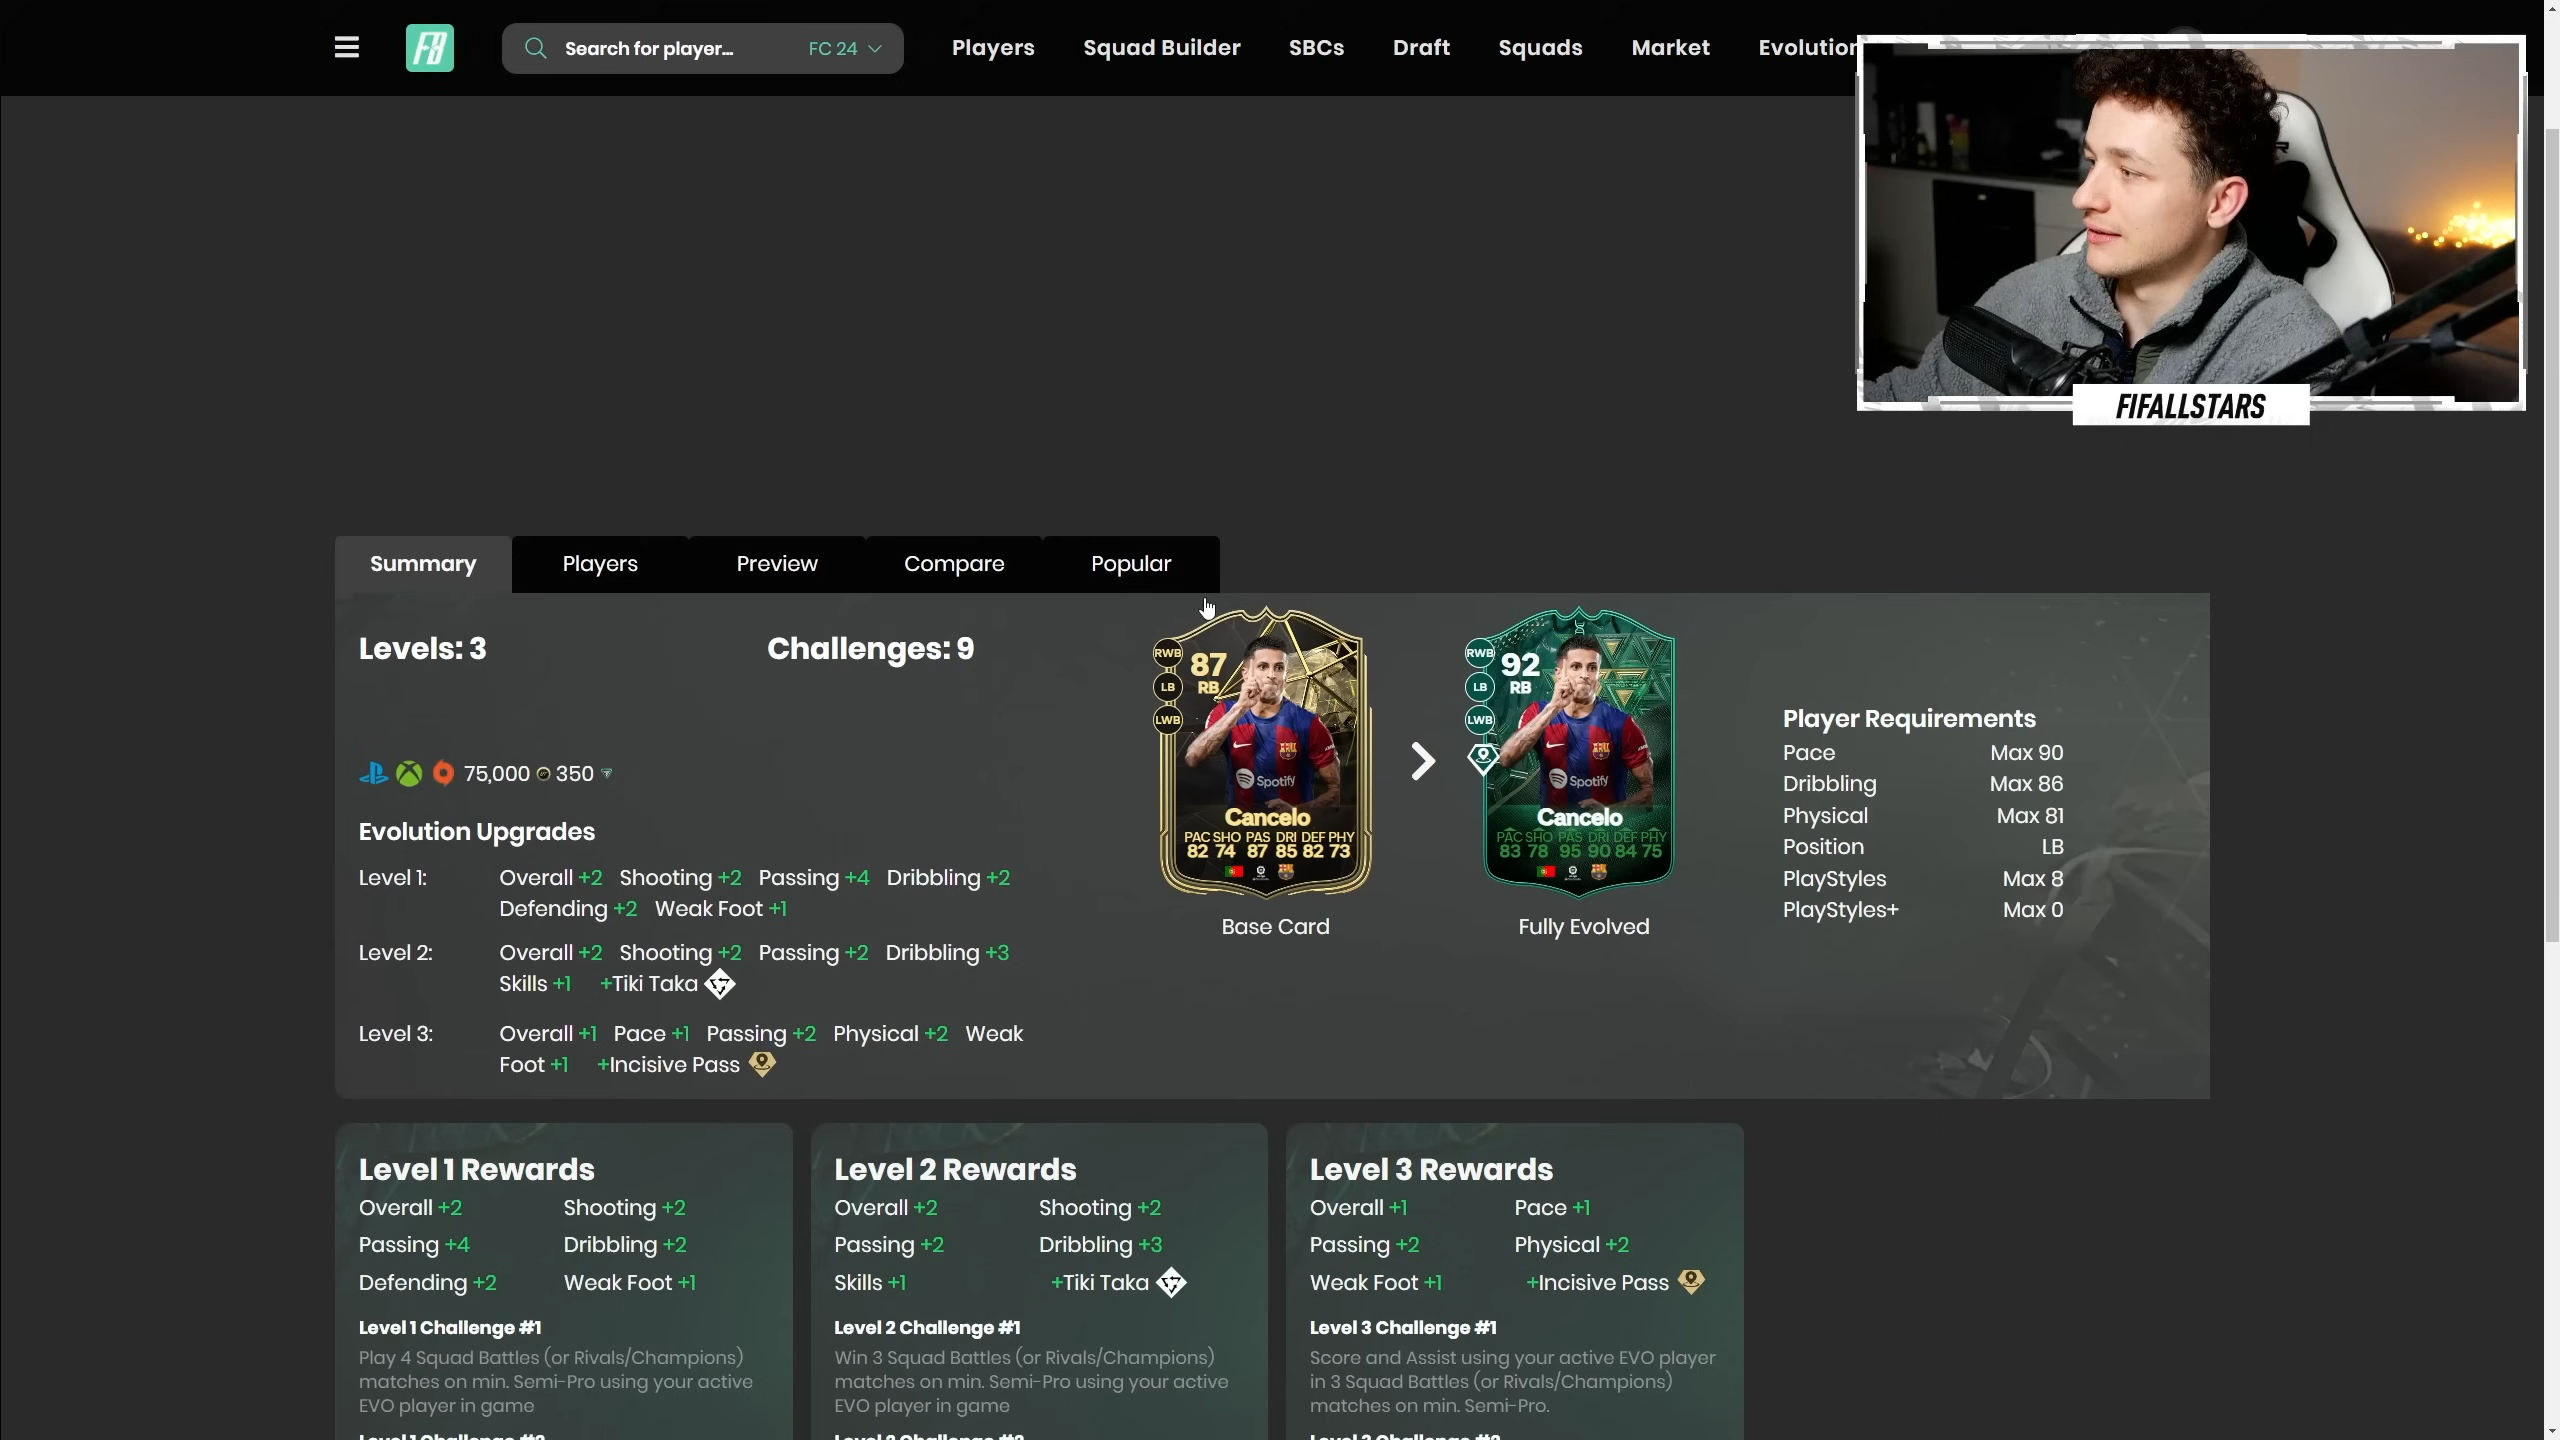 Search for player...
FC 24
Players
Squad Builder
SBCs
Draft
Squads
Market
FIFALLSTARS
Summary
Players
Preview
Compare
Popular
Levels: 3
Challenges: 9
75,000 350
Evolution Upgrades
Level 1:
Overall +2 Shooting +2 Passing +4 Dribbling +2
Defending +2 Weak Foot +1
Level 2:
Overall +2 Shooting +2 Passing +2 Dribbling +3
Skills +1 +Tiki Taka
Level 3:
Overall +1 Pace +1 Passing +2 Physical +2 Weak
Foot +1 +Incisive Pass
RWB
LB
LWB
87
RB
Spotify
Cancelo
PAC SHO PAS DRI DEF PHY
82 74 87 85 82 73
Base Card
RWB
LB
LWB
92
RB
Spotify
Cancelo
PAC SHO PAS DRI DEF PHY
83 78 95 90 84 75
Fully Evolved
Player Requirements
Pace Max 90
Dribbling Max 86
Physical Max 81
Position LB
PlayStyles Max 8
PlayStyles+ Max 0
Level 1 Rewards
Overall +2 Shooting +2
Passing +4 Dribbling +2
Defending +2 Weak Foot +1
Level 1 Challenge #1
Play 4 Squad Battles (or Rivals/Champions)
matches on min. Semi-Pro using your active
EVO player in game
Level 2 Rewards
Overall +2 Shooting +2
Passing +2 Dribbling +3
Skills +1 +Tiki Taka
Level 2 Challenge #1
Win 3 Squad Battles (or Rivals/Champions)
matches on min. Semi-Pro using your active
EVO player in game
Level 3 Rewards
Overall +1 Pace +1
Passing +2 Physical +2
Weak Foot +1 +Incisive Pass
Level 3 Challenge #1
Score and Assist using your active EVO player
in 3 Squad Battles (or Rivals/Champions)
matches on min. Semi-Pro.